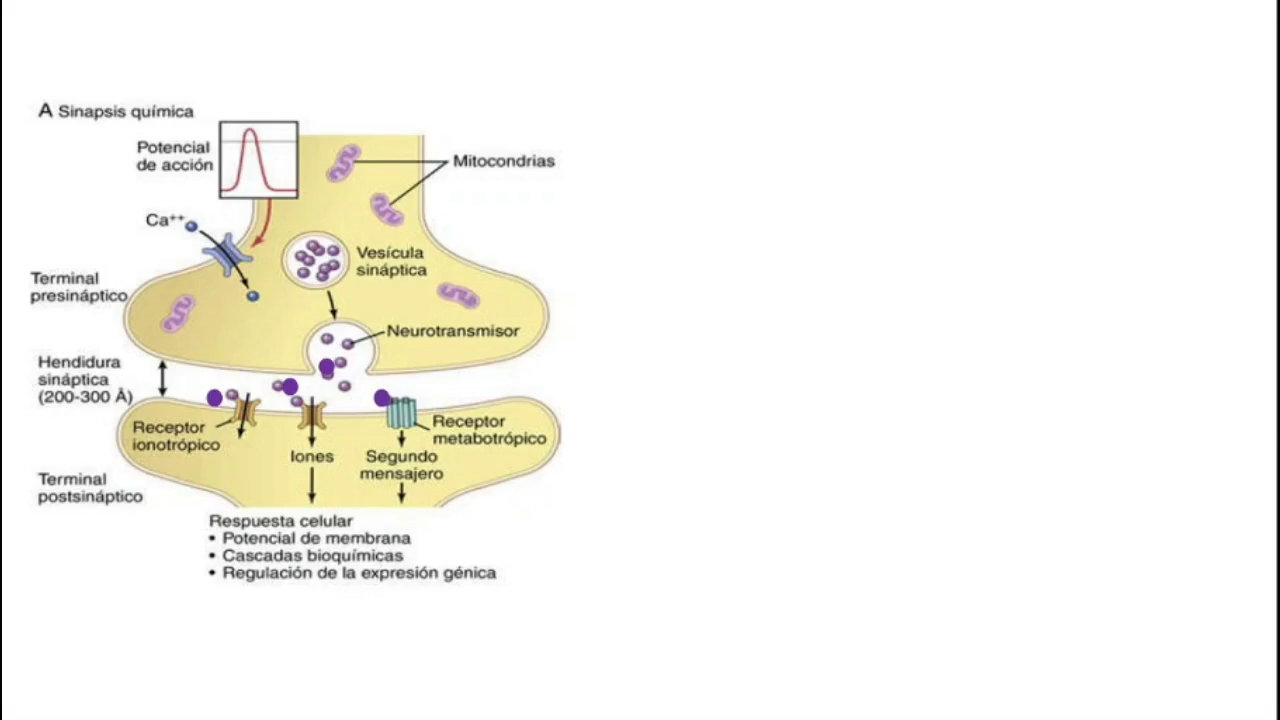 A Sinapsis química
Potencial
de acción
Mitocondrias
Ca++
Vesícula
sináptica
Terminal
presináptico
Neurotransmisor
Hendidura
sináptica
(200-300 Å)
Receptor
ionotrópico
Receptor
metabotrópico
Iones
Segundo
mensajero
Terminal
postsináptico
Respuesta celular
• Potencial de membrana
• Cascadas bioquímicas
• Regulación de la expresión génica